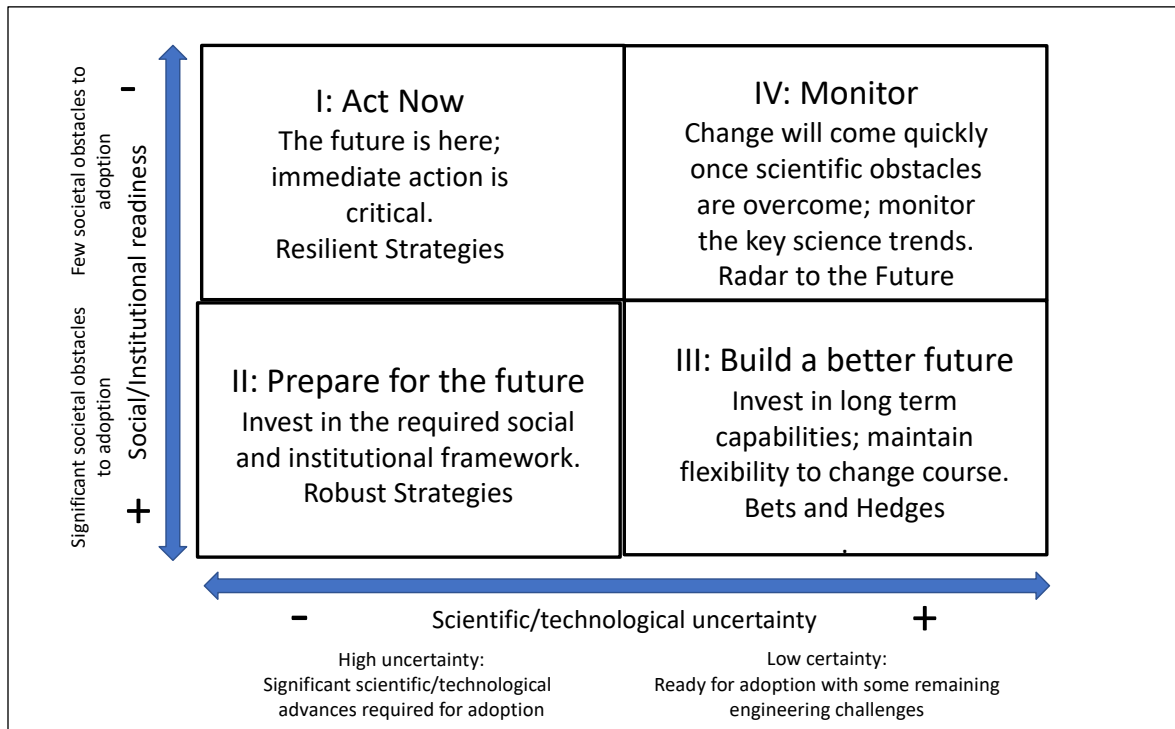 -
Few societal obstacles to
adoption
Social/Institutional readiness
Significant societal obstacles
to adoption
+
I: Act Now
The future is here;
immediate action is
critical.
Resilient Strategies
IV: Monitor
Change will come quickly
once scientific obstacles
are overcome; monitor
the key science trends.
Radar to the Future
II: Prepare for the future
Invest in the required social
and institutional framework.
Robust Strategies
III: Build a better future
Invest in long term
capabilities; maintain
flexibility to change course.
Bets and Hedges
.
-
Scientific/technological uncertainty
+
High uncertainty:
Significant scientific/technological
advances required for adoption
Low certainty:
Ready for adoption with some remaining
engineering challenges